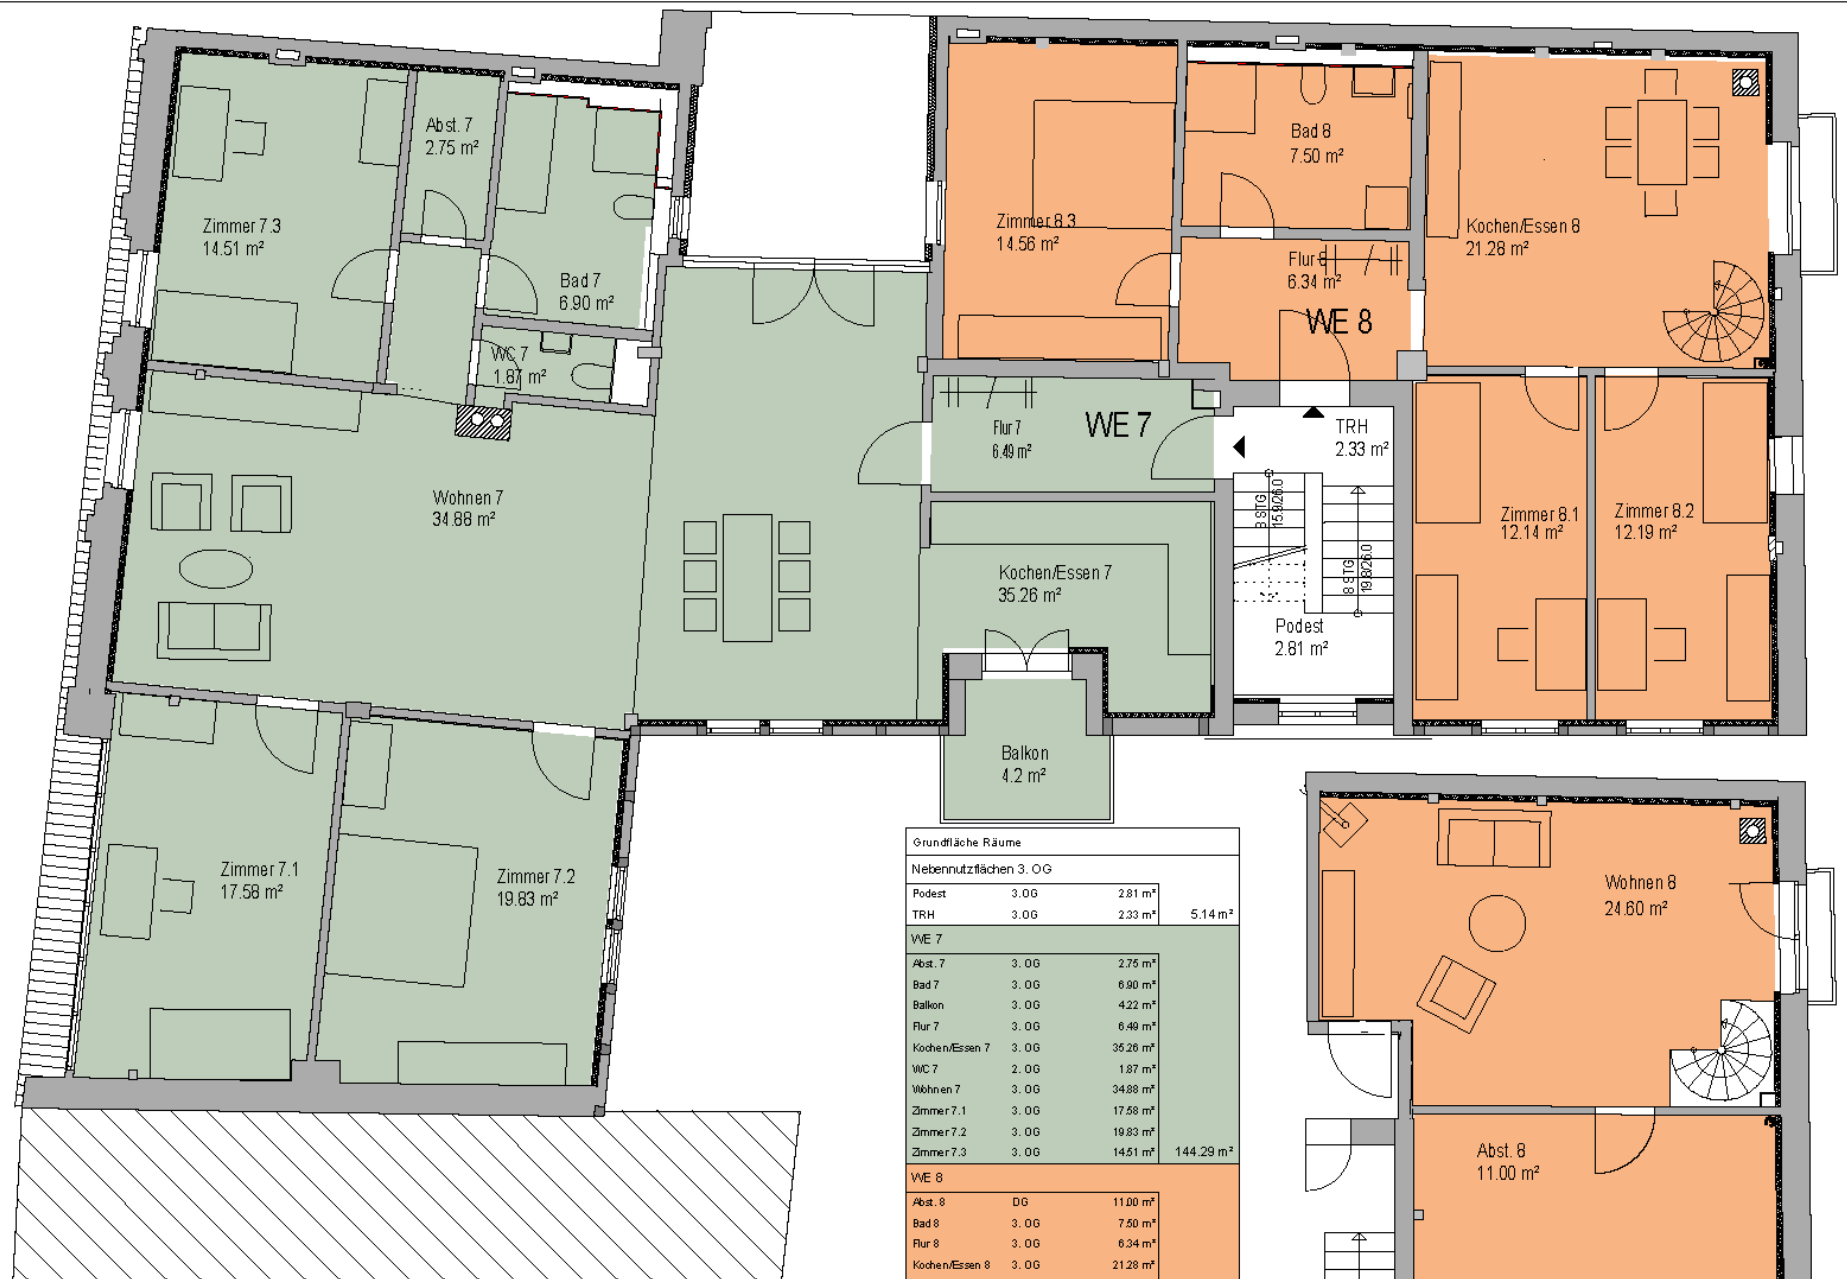 Abst. 7
2.75 m²
Zimmer 7.3
14.51 m²
Bad 7
6.90 m²
WC 7
1.87 m²
Wohnen 7
34.88 m²
Zimmer 8.3
14.56 m²
Bad 8
7.50 m²
Kochen/Essen 8
21.28 m²
Flur 8
6.34 m²
WE 8
Flur 7
6.49 m²
WE 7
TRH
2.33 m²
8 STG
15.9/26.0
8 STG
19.8/26.0
Podest
2.81 m²
Zimmer 8.1
12.14 m²
Zimmer 8.2
12.19 m²
Kochen/Essen 7
35.26 m²
Balkon
4.2 m²
Zimmer 7.1
17.58 m²
Zimmer 7.2
19.83 m²
Wohnen 8
24.60 m²
Abst. 8
11.00 m²
Grundfläche Räume
Nebennutzflächen 3. OG
Podest 3.OG 2.81 m²
TRH 3.OG 2.33 m² 5.14 m²
WE 7
Abst. 7 3. OG 2.75 m²
Bad 7 3. OG 6.90 m²
Balkon 3. OG 4.22 m²
Flur 7 3. OG 6.49 m²
Kochen/Essen 7 3. OG 35.26 m²
WC 7 2. OG 1.87 m²
Wohnen 7 3. OG 34.88 m²
Zimmer 7.1 3. OG 17.58 m²
Zimmer 7.2 3. OG 19.83 m²
Zimmer 7.3 3. OG 14.51 m² 144.29 m²
WE 8
Abst. 8 DG 11.00 m²
Bad 8 3. OG 7.50 m²
Flur 8 3. OG 6.34 m²
Kochen/Essen 8 3. OG 21.28 m²